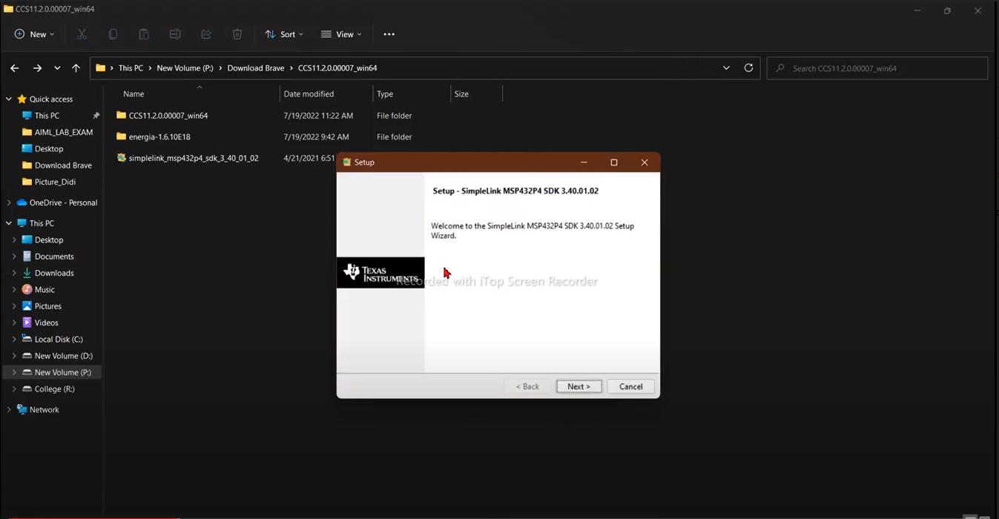 CCS11.2.0.00007_win64
New Sort View
This PC New Volume (P:) Download Brave CCS11.2.0.00007_win64 Search CCS11.2.0.00007_win64
Name Date modified Type Size
Quick access
This PC
AIML_LAB_EXAM
Desktop
Download Brave
Picture_Didi
OneDrive - Personal
This PC
Desktop
Documents
Downloads
Music
Pictures
Videos
Local Disk (C:)
New Volume (D:)
New Volume (P:)
College (R:)
Network
CCS11.2.0.00007_win64 7/19/2022 11:22 AM File folder
energia-1.6.10E18 7/19/2022 9:42 AM File folder
simplelink_msp432p4_sdk_3_40_01_02 4/21/2021 6:51
Setup
Setup - SimpleLink MSP432P4 SDK 3.40.01.02
Welcome to the SimpleLink MSP432P4 SDK 3.40.01.02 Setup
Wizard.
TEXAS
INSTRUMENTS
Recorded with iTop Screen Recorder
< Back Next > Cancel